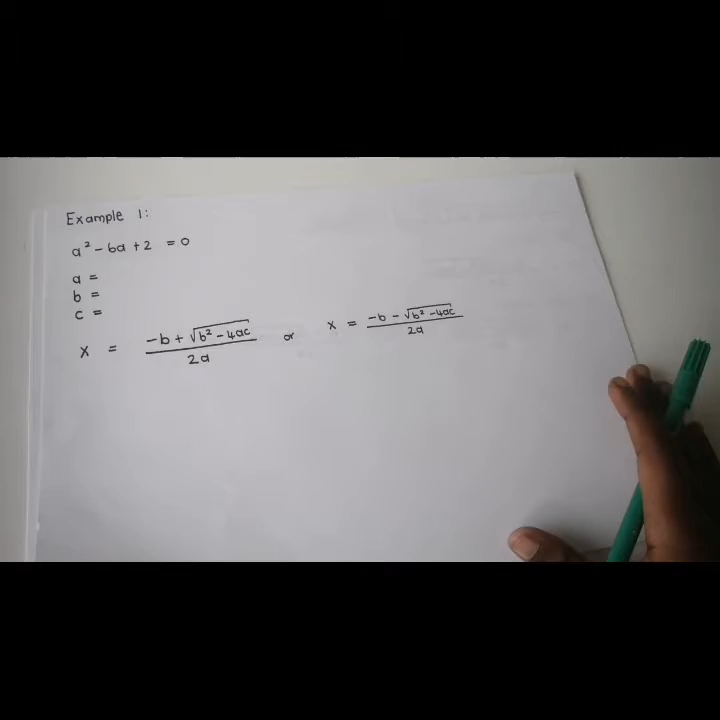 Example 1:
a² - 6a + 2 = 0
a =
b =
c =
x = (-b + √(b² - 4ac)) / 2a or x = (-b - √(b² - 4ac)) / 2a